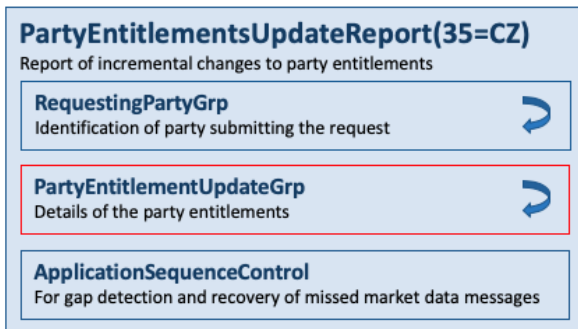 PartyEntitlementsUpdateReport(35=CZ)
Report of incremental changes to party entitlements
RequestingPartyGrp
Identification of party submitting the request
PartyEntitlementUpdateGrp
Details of the party entitlements
ApplicationSequenceControl
For gap detection and recovery of missed market data messages